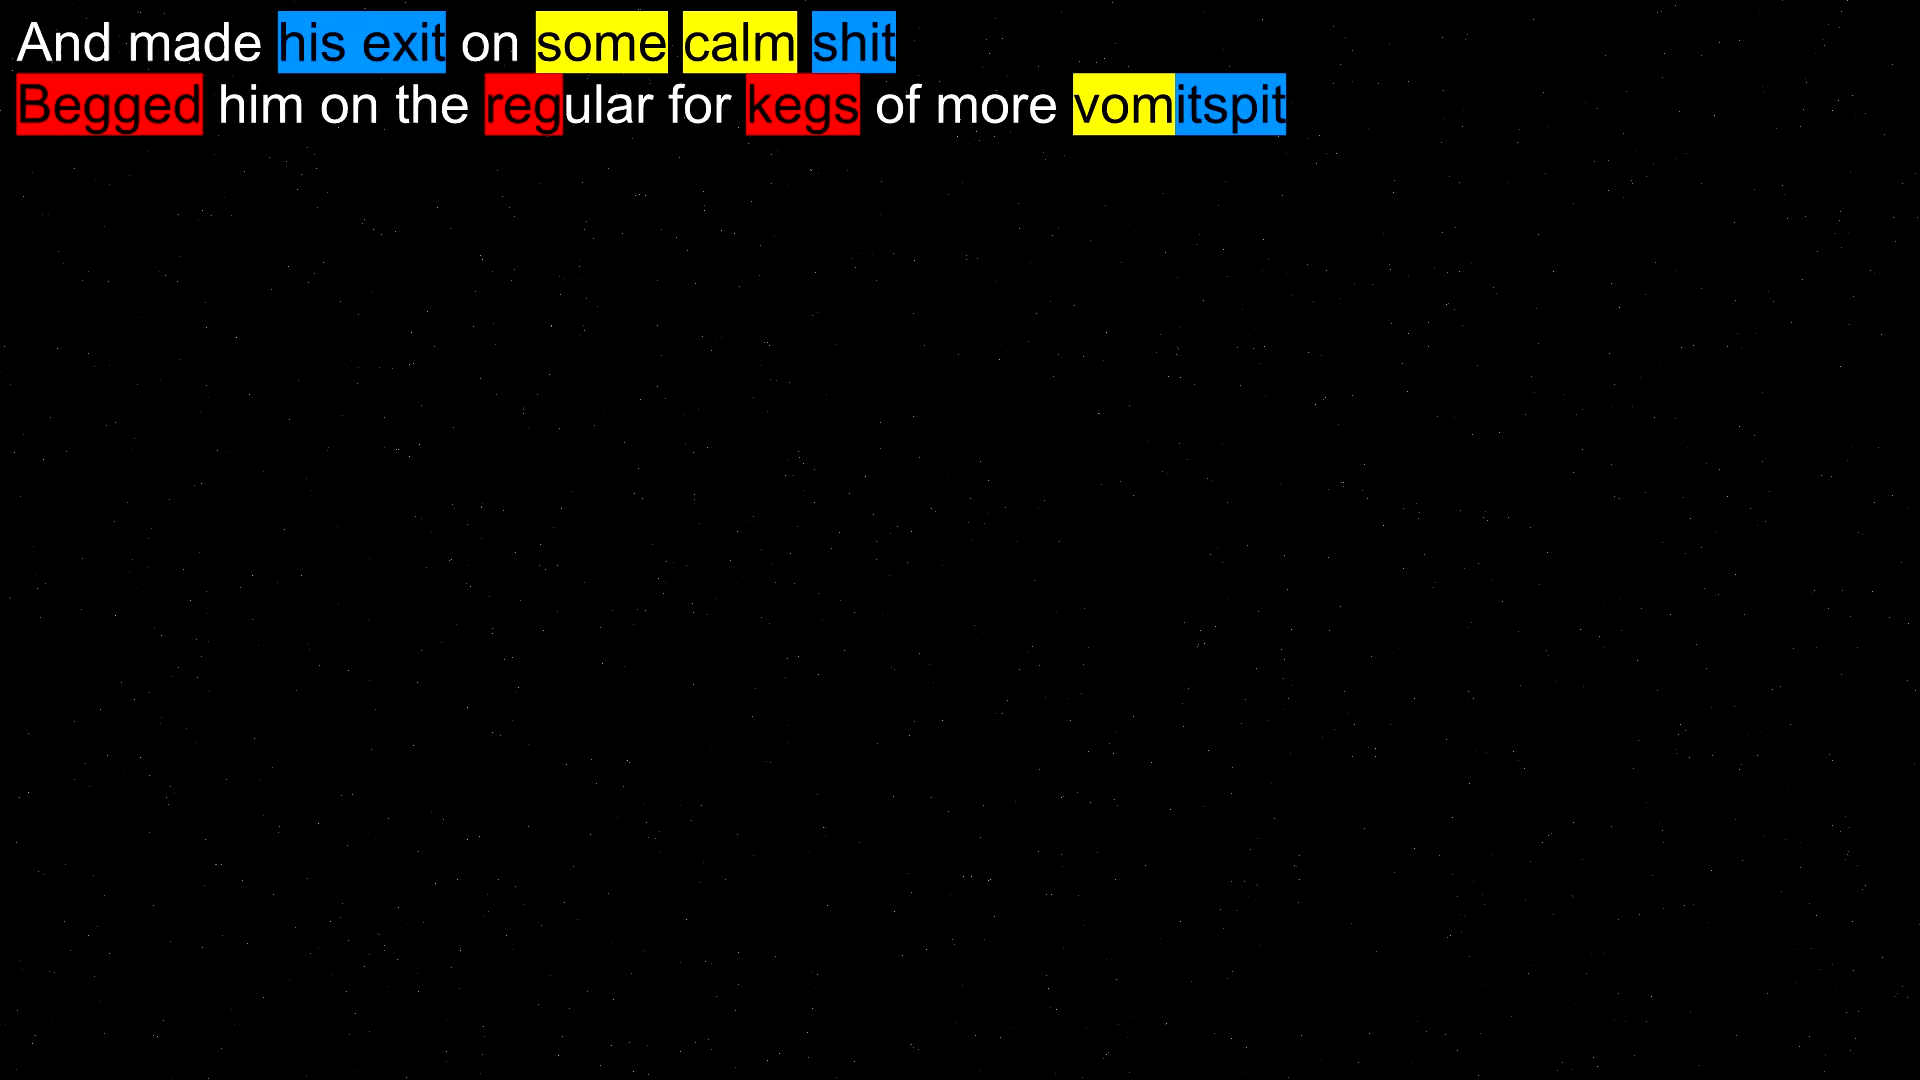 And made his exit on some calm shit
Begged him on the regular for kegs of more vomitspit